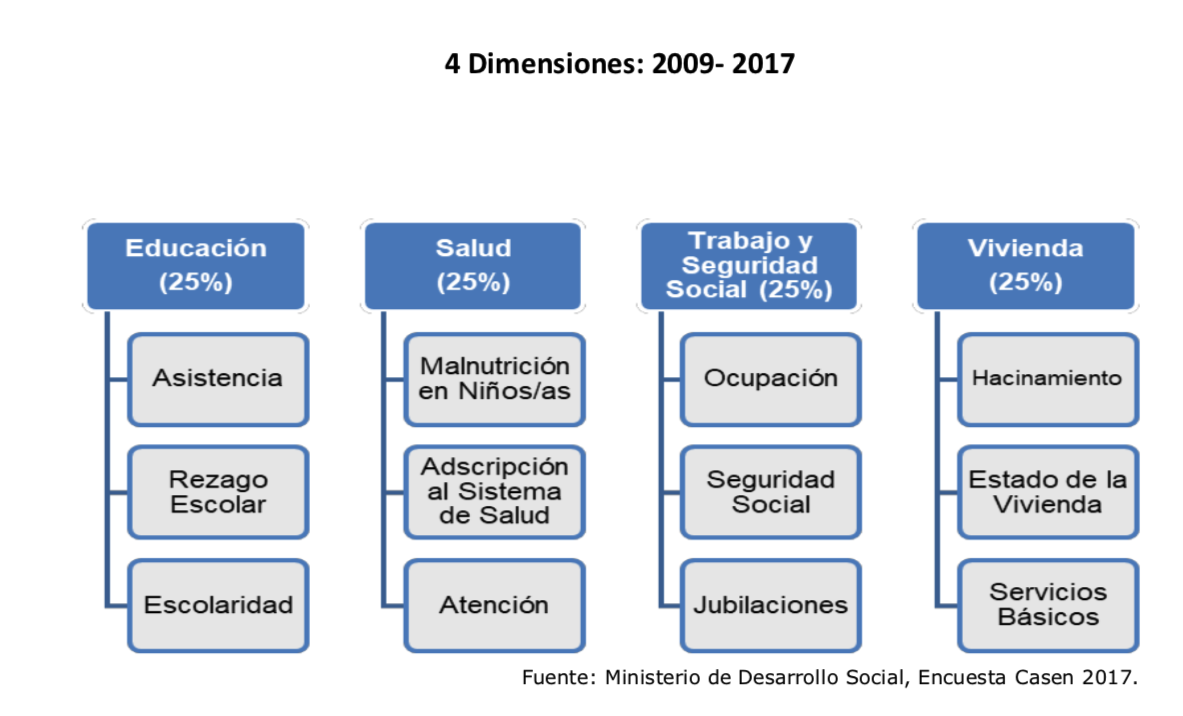 4 Dimensiones: 2009- 2017
Educación
(25%)
Asistencia
Rezago
Escolar
Escolaridad
Salud
(25%)
Malnutrición
en Niños/as
Adscripción
al Sistema
de Salud
Atención
Trabajo y
Seguridad
Social (25%)
Ocupación
Seguridad
Social
Jubilaciones
Vivienda
(25%)
Hacinamiento
Estado de la
Vivienda
Servicios
Básicos
Fuente: Ministerio de Desarrollo Social, Encuesta Casen 2017.